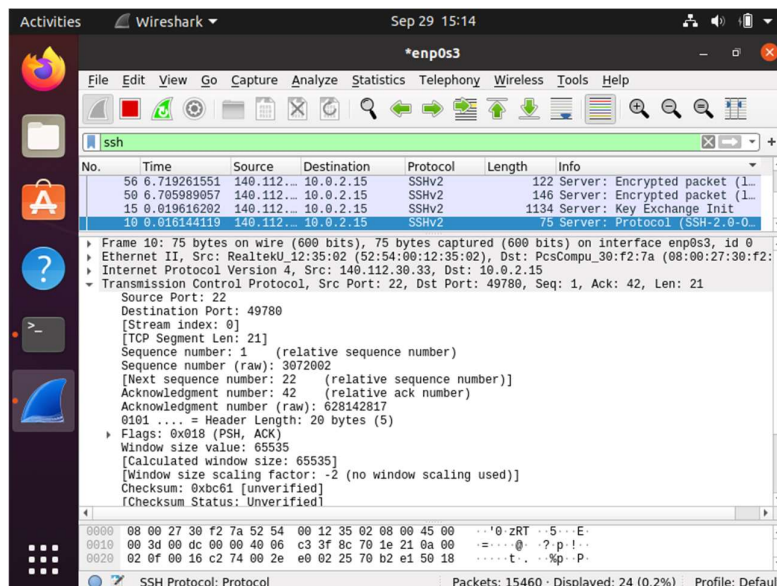 Activities Wireshark Sep 29 15:14
*enp0s3
File Edit View Go Capture Analyze Statistics Telephony Wireless Tools Help
ssh
No. Time Source Destination Protocol Length Info
56 6.719261551 140.112.... 10.0.2.15 SSHv2 122 Server: Encrypted packet (l...
50 6.705989057 140.112.... 10.0.2.15 SSHv2 146 Server: Encrypted packet (l...
15 0.019616202 140.112.... 10.0.2.15 SSHv2 1134 Server: Key Exchange Init
10 0.016144119 140.112.... 10.0.2.15 SSHv2 75 Server: Protocol (SSH-2.0-O...
Frame 10: 75 bytes on wire (600 bits), 75 bytes captured (600 bits) on interface enp0s3, id 0
Ethernet II, Src: RealtekU_12:35:02 (52:54:00:12:35:02), Dst: PcsCompu_30:f2:7a (08:00:27:30:f2:
Internet Protocol Version 4, Src: 140.112.30.33, Dst: 10.0.2.15
Transmission Control Protocol, Src Port: 22, Dst Port: 49780, Seq: 1, Ack: 42, Len: 21
Source Port: 22
Destination Port: 49780
[Stream index: 0]
[TCP Segment Len: 21]
Sequence number: 1 (relative sequence number)
Sequence number (raw): 3072002
[Next sequence number: 22 (relative sequence number)]
Acknowledgment number: 42 (relative ack number)
Acknowledgment number (raw): 628142817
0101 .... = Header Length: 20 bytes (5)
Flags: 0x018 (PSH, ACK)
Window size value: 65535
[Calculated window size: 65535]
[Window size scaling factor: -2 (no window scaling used)]
Checksum: 0xbc61 [unverified]
[Checksum Status: Unverified]
0000 08 00 27 30 f2 7a 52 54 00 12 35 02 08 00 45 00 ··'0·zRT ··5···E·
0010 00 3d 00 dc 00 00 40 06 c3 3f 8c 70 1e 21 0a 00 ·=····@· ·?·p·!··
0020 02 0f 00 16 c2 74 00 2e e0 02 25 70 b2 e1 50 18 ·····t·. ··%p··P·
SSH Protocol: Protocol Packets: 15460 · Displayed: 24 (0.2%) Profile: Defau